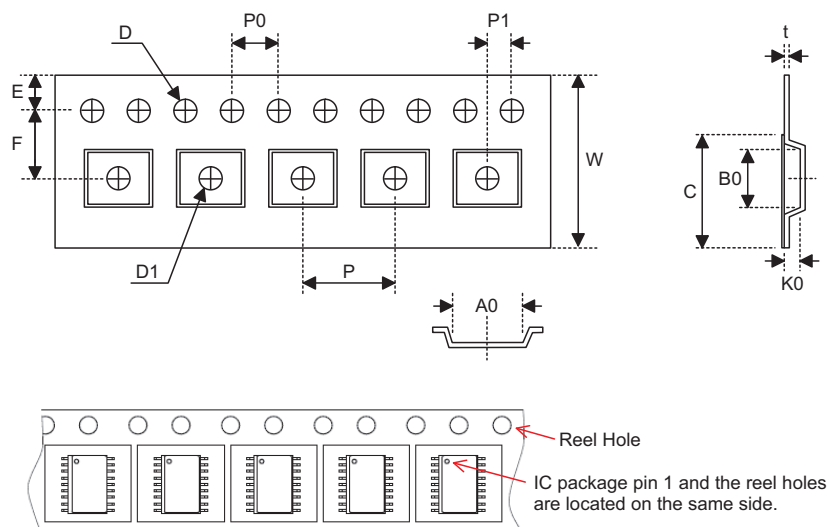 D
P0
P1
t
E
F
W
C
B0
D1
P
K0
A0
Reel Hole
IC package pin 1 and the reel holes
are located on the same side.